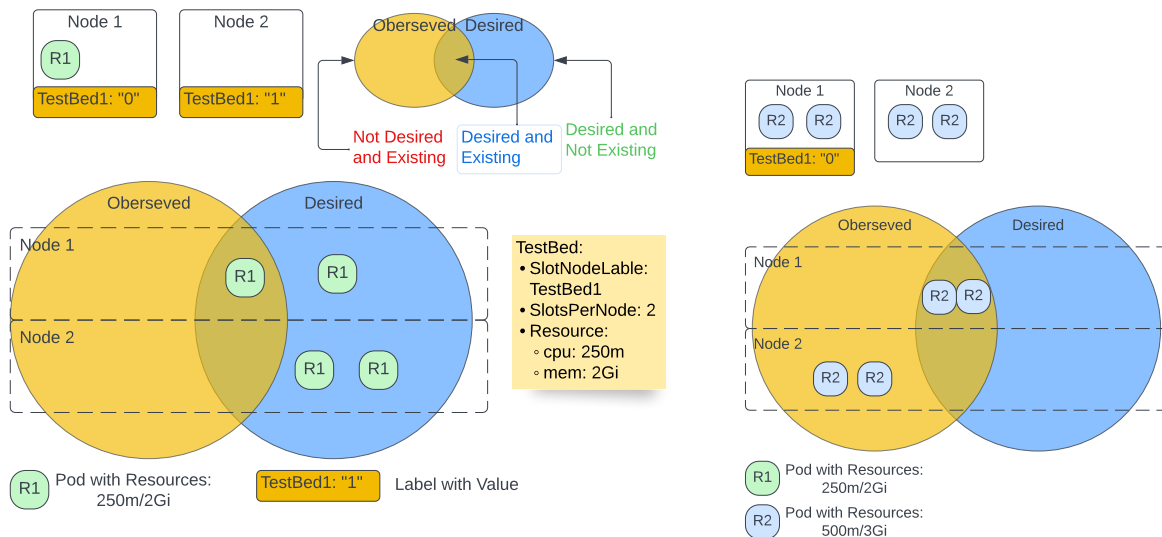 Node 1
R1
TestBed1: "0"
Node 2
TestBed1: "1"
Oberseved
Desired
Not Desired
and Existing
Desired and
Existing
Desired and
Not Existing
Oberseved
Desired
Node 1
R1
R1
Node 2
R1
R1
R1
Pod with Resources:
250m/2Gi
TestBed1: "1"
Label with Value
TestBed:
• SlotNodeLable:
TestBed1
• SlotsPerNode: 2
• Resource:
◦ cpu: 250m
◦ mem: 2Gi
Node 1
R2
R2
TestBed1: "0"
Node 2
R2
R2
Oberseved
Desired
Node 1
R2
R2
Node 2
R2
R2
R1
Pod with Resources:
250m/2Gi
R2
Pod with Resources:
500m/3Gi